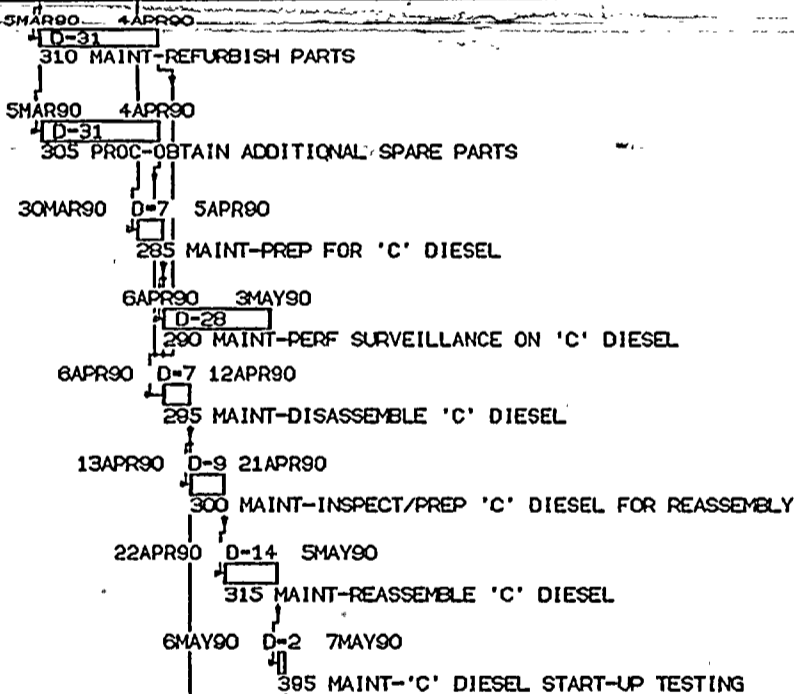 5MAR90 4APR90
D-31
310 MAINT-REFURBISH PARTS
5MAR90 4APR90
D-31
305 PROC-OBTAIN ADDITIONAL SPARE PARTS
30MAR90 D-7 5APR90
285 MAINT-PREP FOR 'C' DIESEL
6APR90 3MAY90
D-28
290 MAINT-PERF SURVEILLANCE ON 'C' DIESEL
6APR90 D-7 12APR90
295 MAINT-DISASSEMBLE 'C' DIESEL
13APR90 D-9 21APR90
300 MAINT-INSPECT/PREP 'C' DIESEL FOR REASSEMBLY
22APR90 D-14 5MAY90
315 MAINT-REASSEMBLE 'C' DIESEL
6MAY90 D-2 7MAY90
395 MAINT-'C' DIESEL START-UP TESTING